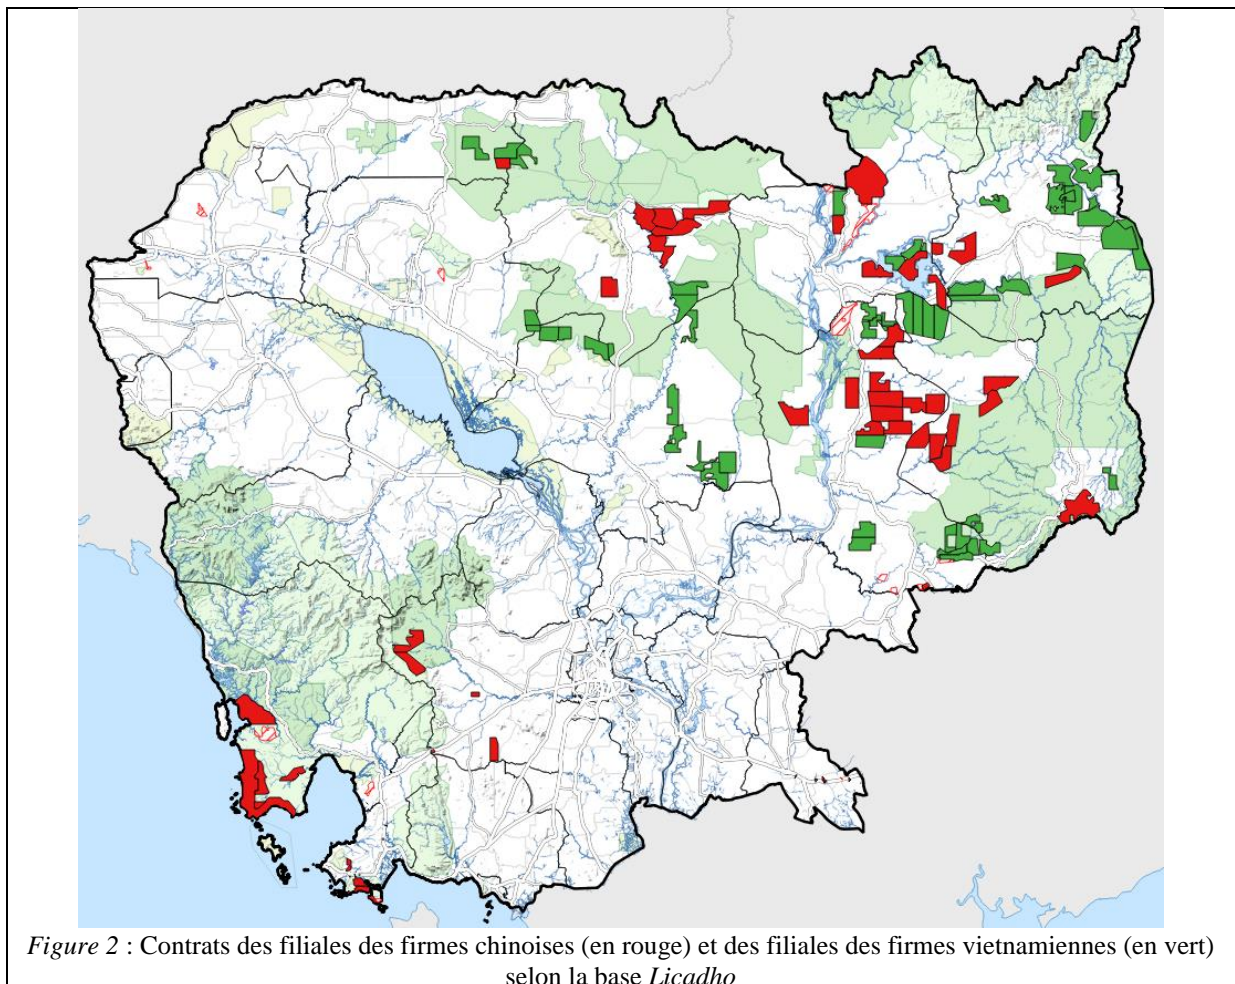 Figure 2 : Contrats des filiales des firmes chinoises (en rouge) et des filiales des firmes vietnamiennes (en vert)
selon la base Licadho